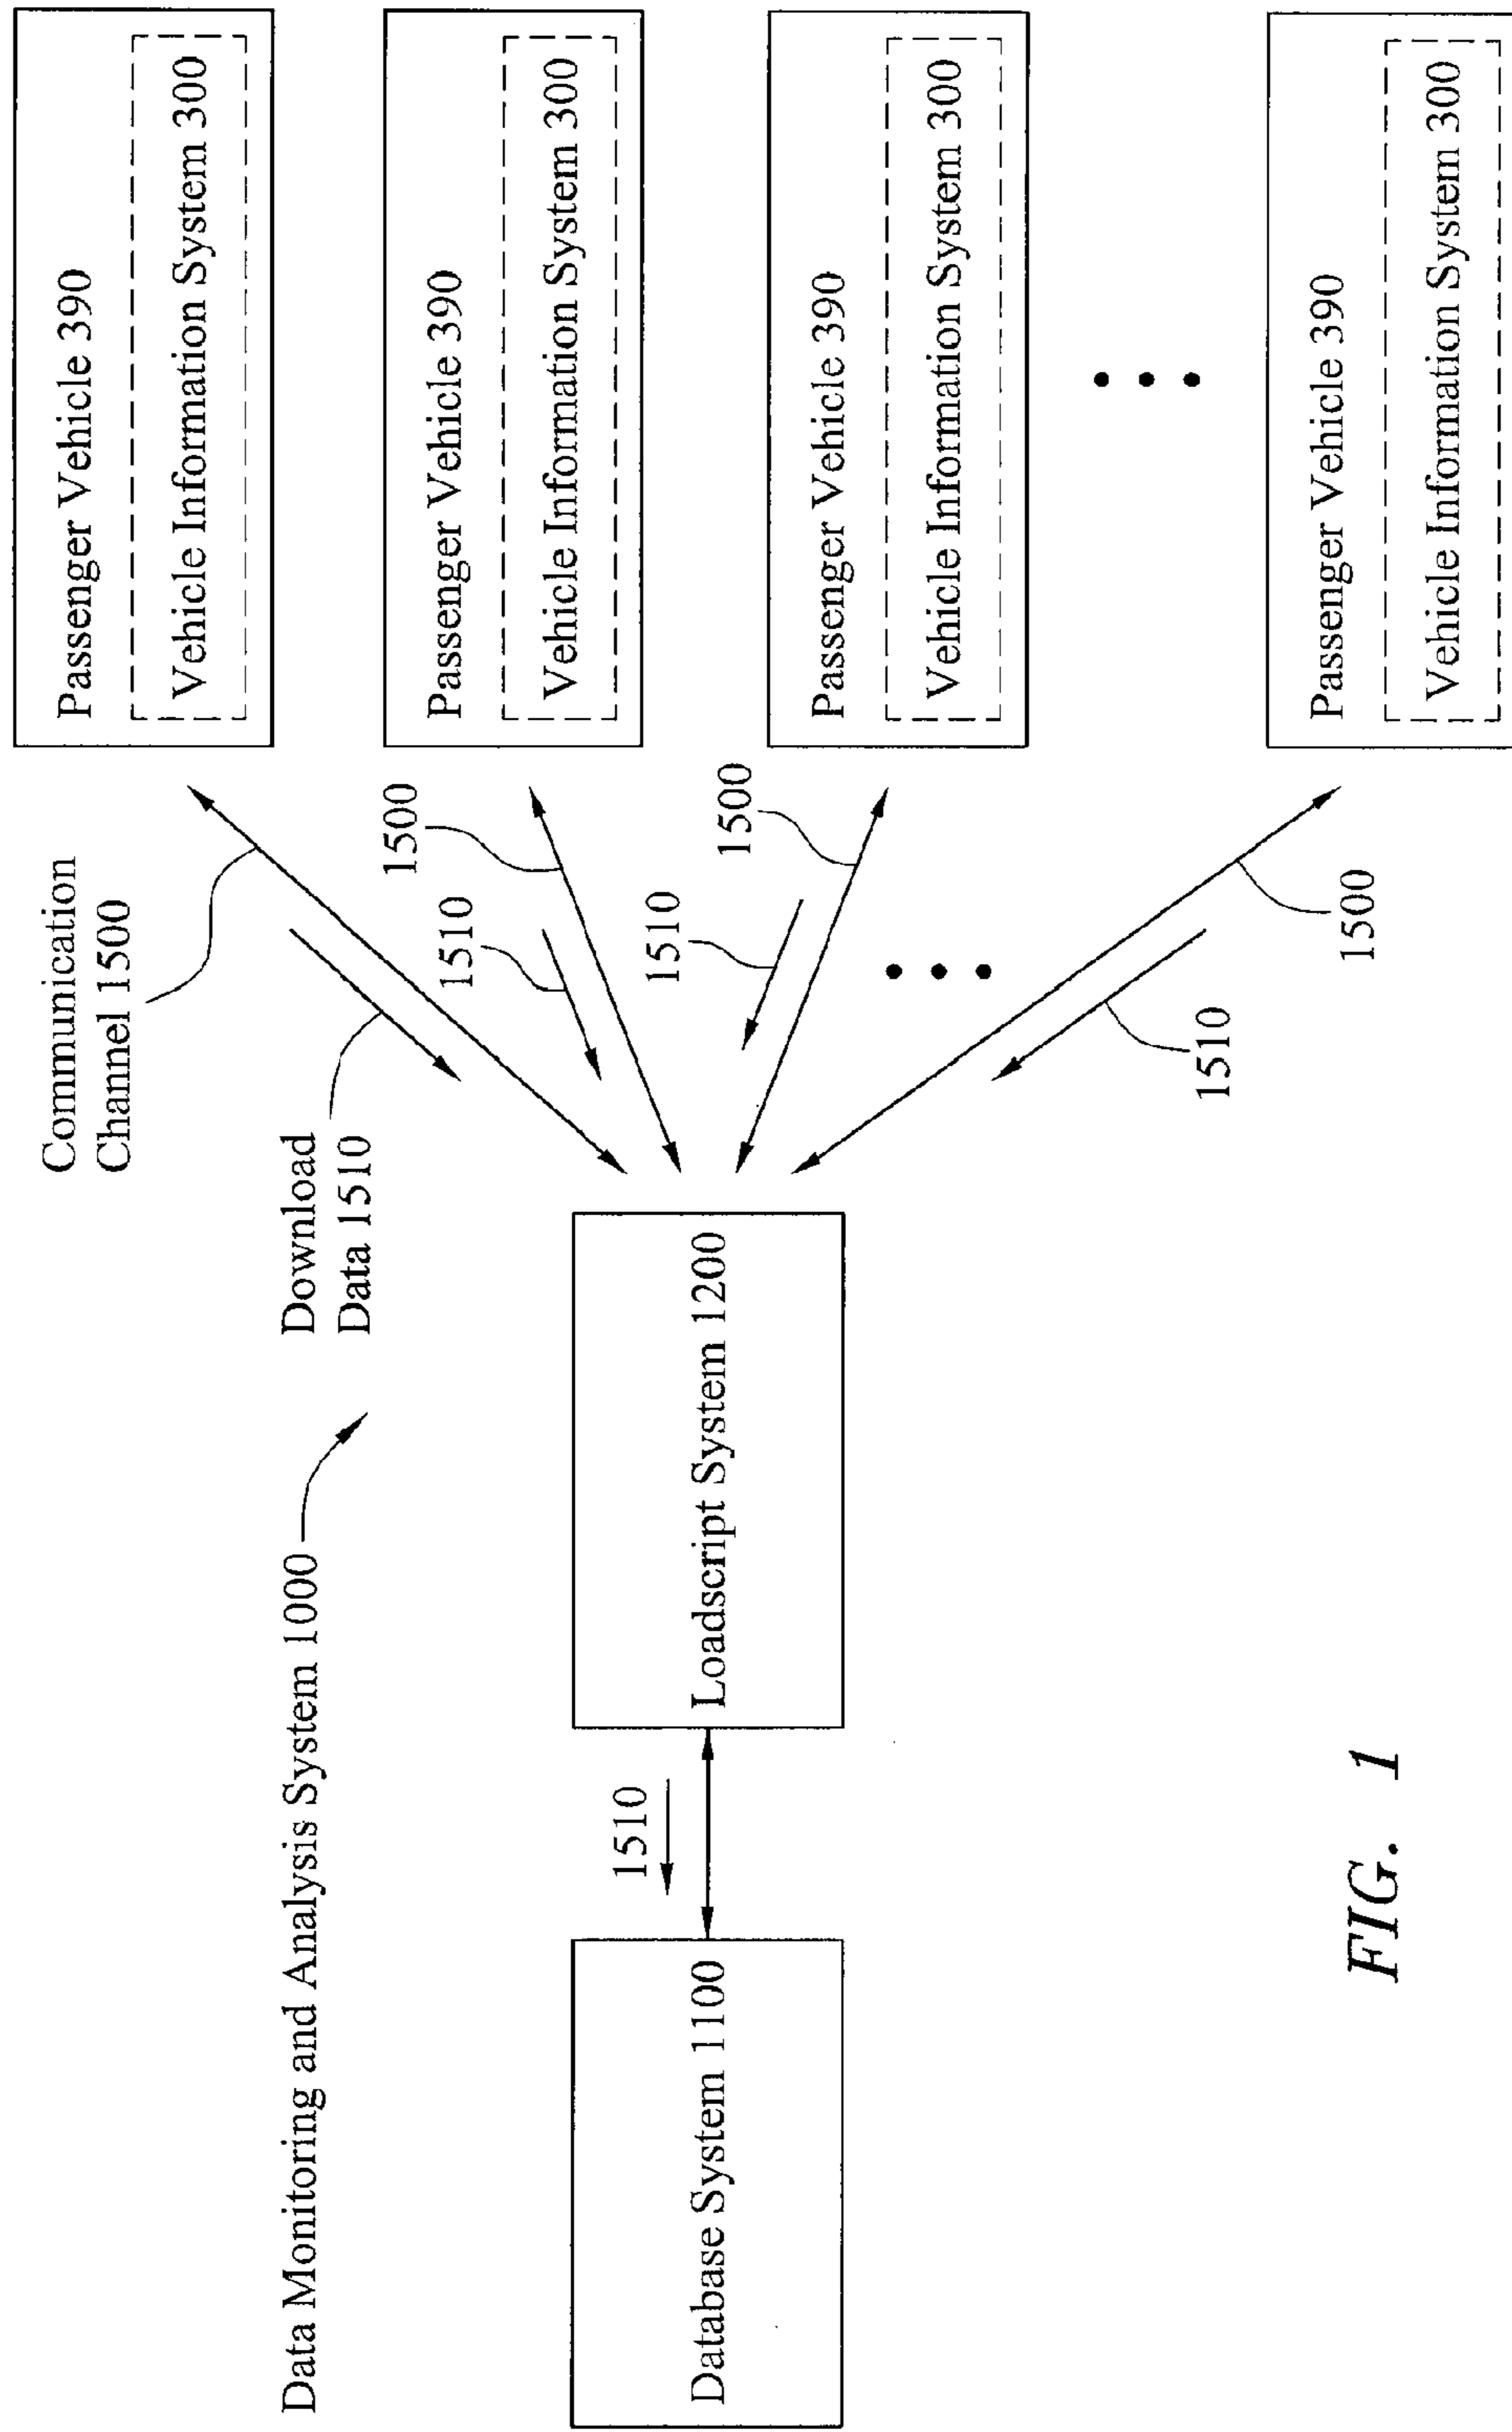 Data Monitoring and Analysis System 1000
Communication
Channel 1500
Download
Data 1510
Passenger Vehicle 390
Vehicle Information System 300
1500
1510
Passenger Vehicle 390
Vehicle Information System 300
1510
Database System 1100
Loadscript System 1200
1500
1510
Passenger Vehicle 390
Vehicle Information System 300
1510
1500
Passenger Vehicle 390
Vehicle Information System 300
FIG. 1